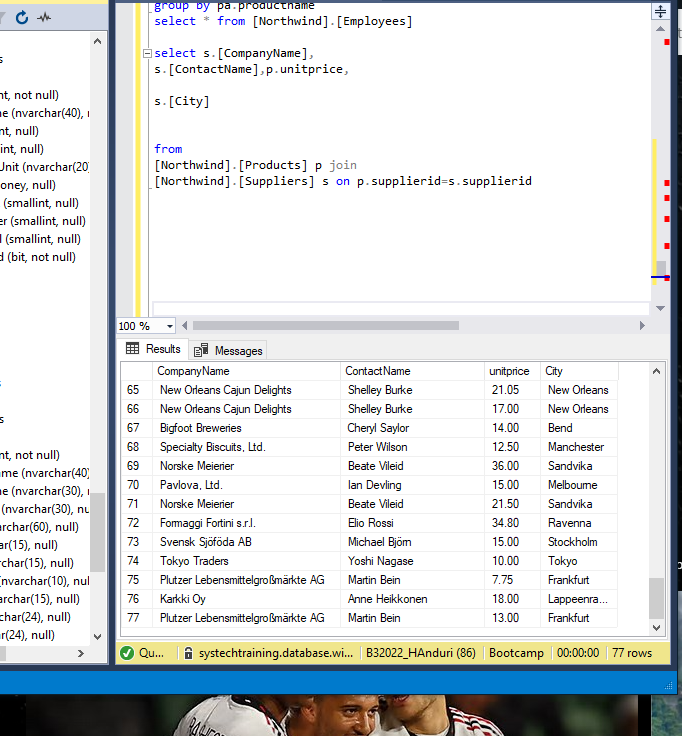 group by pa.productname
select * from [Northwind].[Employees]
select s.[CompanyName],
s.[ContactName],p.unitprice,
s.[City]
from
[Northwind].[Products] p join
[Northwind].[Suppliers] s on p.supplierid=s.supplierid
s
nt, not null)
ne (nvarchar(40), r
nt, null)
int, null)
Unit (nvarchar(20)
oney, null)
(smallint, null)
er (smallint, null)
l (smallint, null)
d (bit, not null)
s
nt, not null)
ame (nvarchar(40)
ne (nvarchar(30), r
(nvarchar(30), nul
rchar(60), null)
ar(15), null)
archar(15), null)
(nvarchar(10), nul
varchar(15), null)
char(24), null)
r(24), null)
100 %
Results Messages
CompanyName ContactName unitprice City
65 New Orleans Cajun Delights Shelley Burke 21.05 New Orleans
66 New Orleans Cajun Delights Shelley Burke 17.00 New Orleans
67 Bigfoot Breweries Cheryl Saylor 14.00 Bend
68 Specialty Biscuits, Ltd. Peter Wilson 12.50 Manchester
69 Norske Meierier Beate Vileid 36.00 Sandvika
70 Pavlova, Ltd. Ian Devling 15.00 Melbourne
71 Norske Meierier Beate Vileid 21.50 Sandvika
72 Formaggi Fortini s.r.l. Elio Rossi 34.80 Ravenna
73 Svensk Sjöföda AB Michael Björn 15.00 Stockholm
74 Tokyo Traders Yoshi Nagase 10.00 Tokyo
75 Plutzer Lebensmittelgroßmärkte AG Martin Bein 7.75 Frankfurt
76 Karkki Oy Anne Heikkonen 18.00 Lappeenra...
77 Plutzer Lebensmittelgroßmärkte AG Martin Bein 13.00 Frankfurt
Qu... systechtraining.database.wi... B32022_HAnduri (86) Bootcamp 00:00:00 77 rows